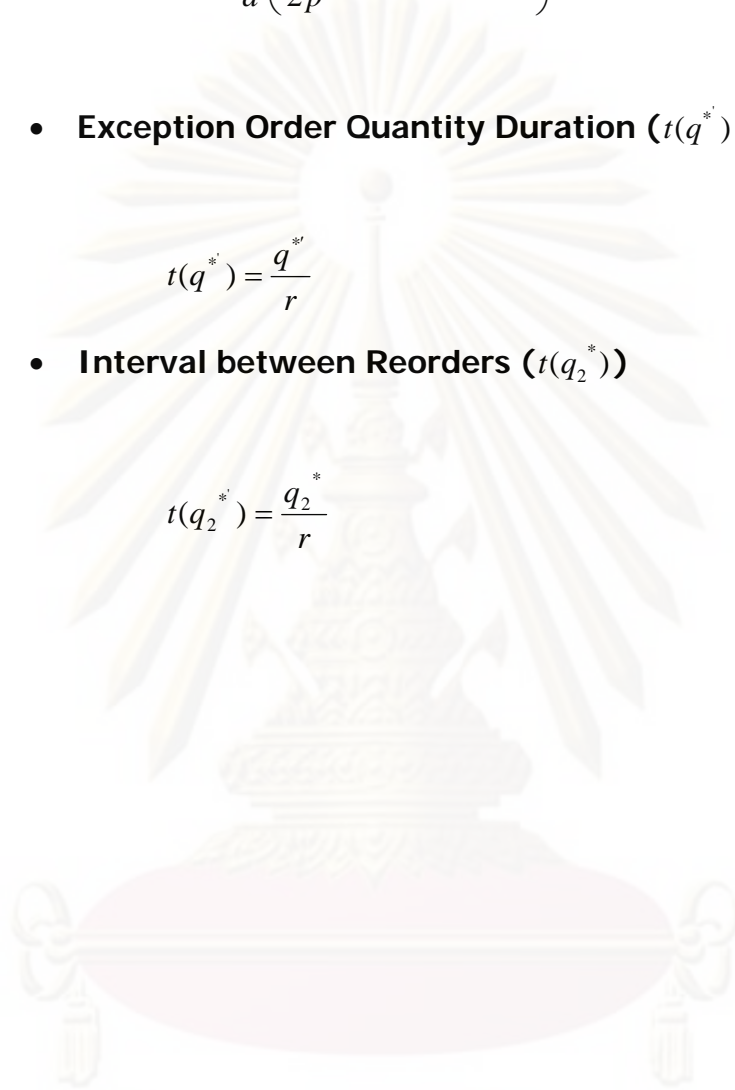 • Exception Order Quantity Duration (t(q*')
t(q*') = q*' / r
• Interval between Reorders (t(q₂*))
t(q₂*') = q₂* / r